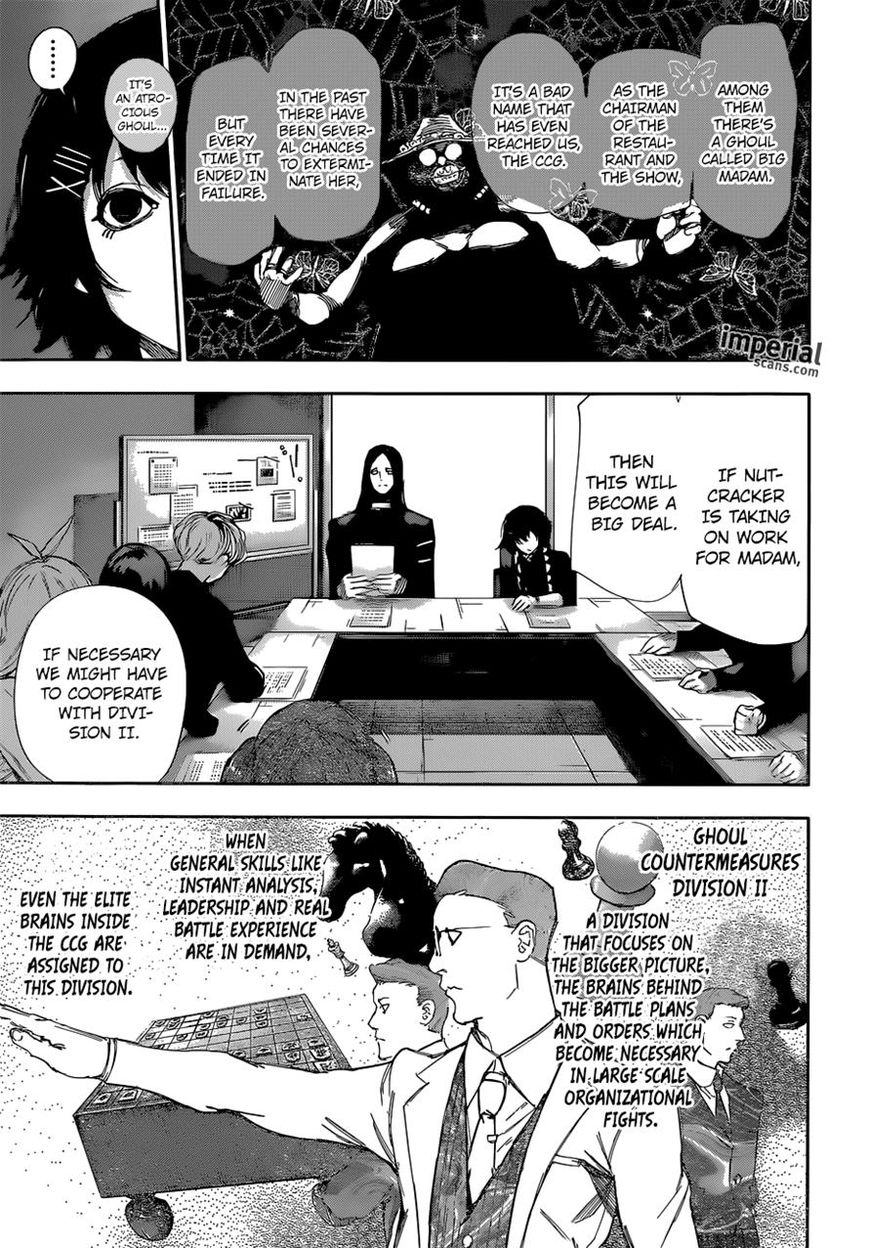 AMONG
THEM
THERE'S
A GHOUL
CALLED BIG
MADAM.
AS THE
CHAIRMAN
OF THE
RESTAU-
RANT AND
THE SHOW,
IT'S A BAD
NAME THAT
HAS EVEN
REACHED US,
THE CCG.
IN THE PAST
THERE HAVE
BEEN SEVER-
AL CHANCES
TO EXTERMI-
NATE HER,
BUT
EVERY
TIME IT
ENDED IN
FAILURE.
IT'S
AN ATRO-
CIOUS
GHOUL...
......
imperial
scans.com
IF NUT-
CRACKER
IS TAKING
ON WORK
FOR MADAM,
THEN
THIS WILL
BECOME A
BIG DEAL.
IF NECESSARY
WE MIGHT HAVE
TO COOPERATE
WITH DIVI-
SION II.
GHOUL
COUNTERMEASURES
DIVISION II
A DIVISION
THAT FOCUSES ON
THE BIGGER PICTURE,
THE BRAINS BEHIND
THE BATTLE PLANS
AND ORDERS WHICH
BECOME NECESSARY
IN LARGE SCALE
ORGANIZATIONAL
FIGHTS.
WHEN
GENERAL SKILLS LIKE
INSTANT ANALYSIS,
LEADERSHIP AND REAL
BATTLE EXPERIENCE
ARE IN DEMAND,
EVEN THE ELITE
BRAINS INSIDE
THE CCG ARE
ASSIGNED TO
THIS DIVISION.